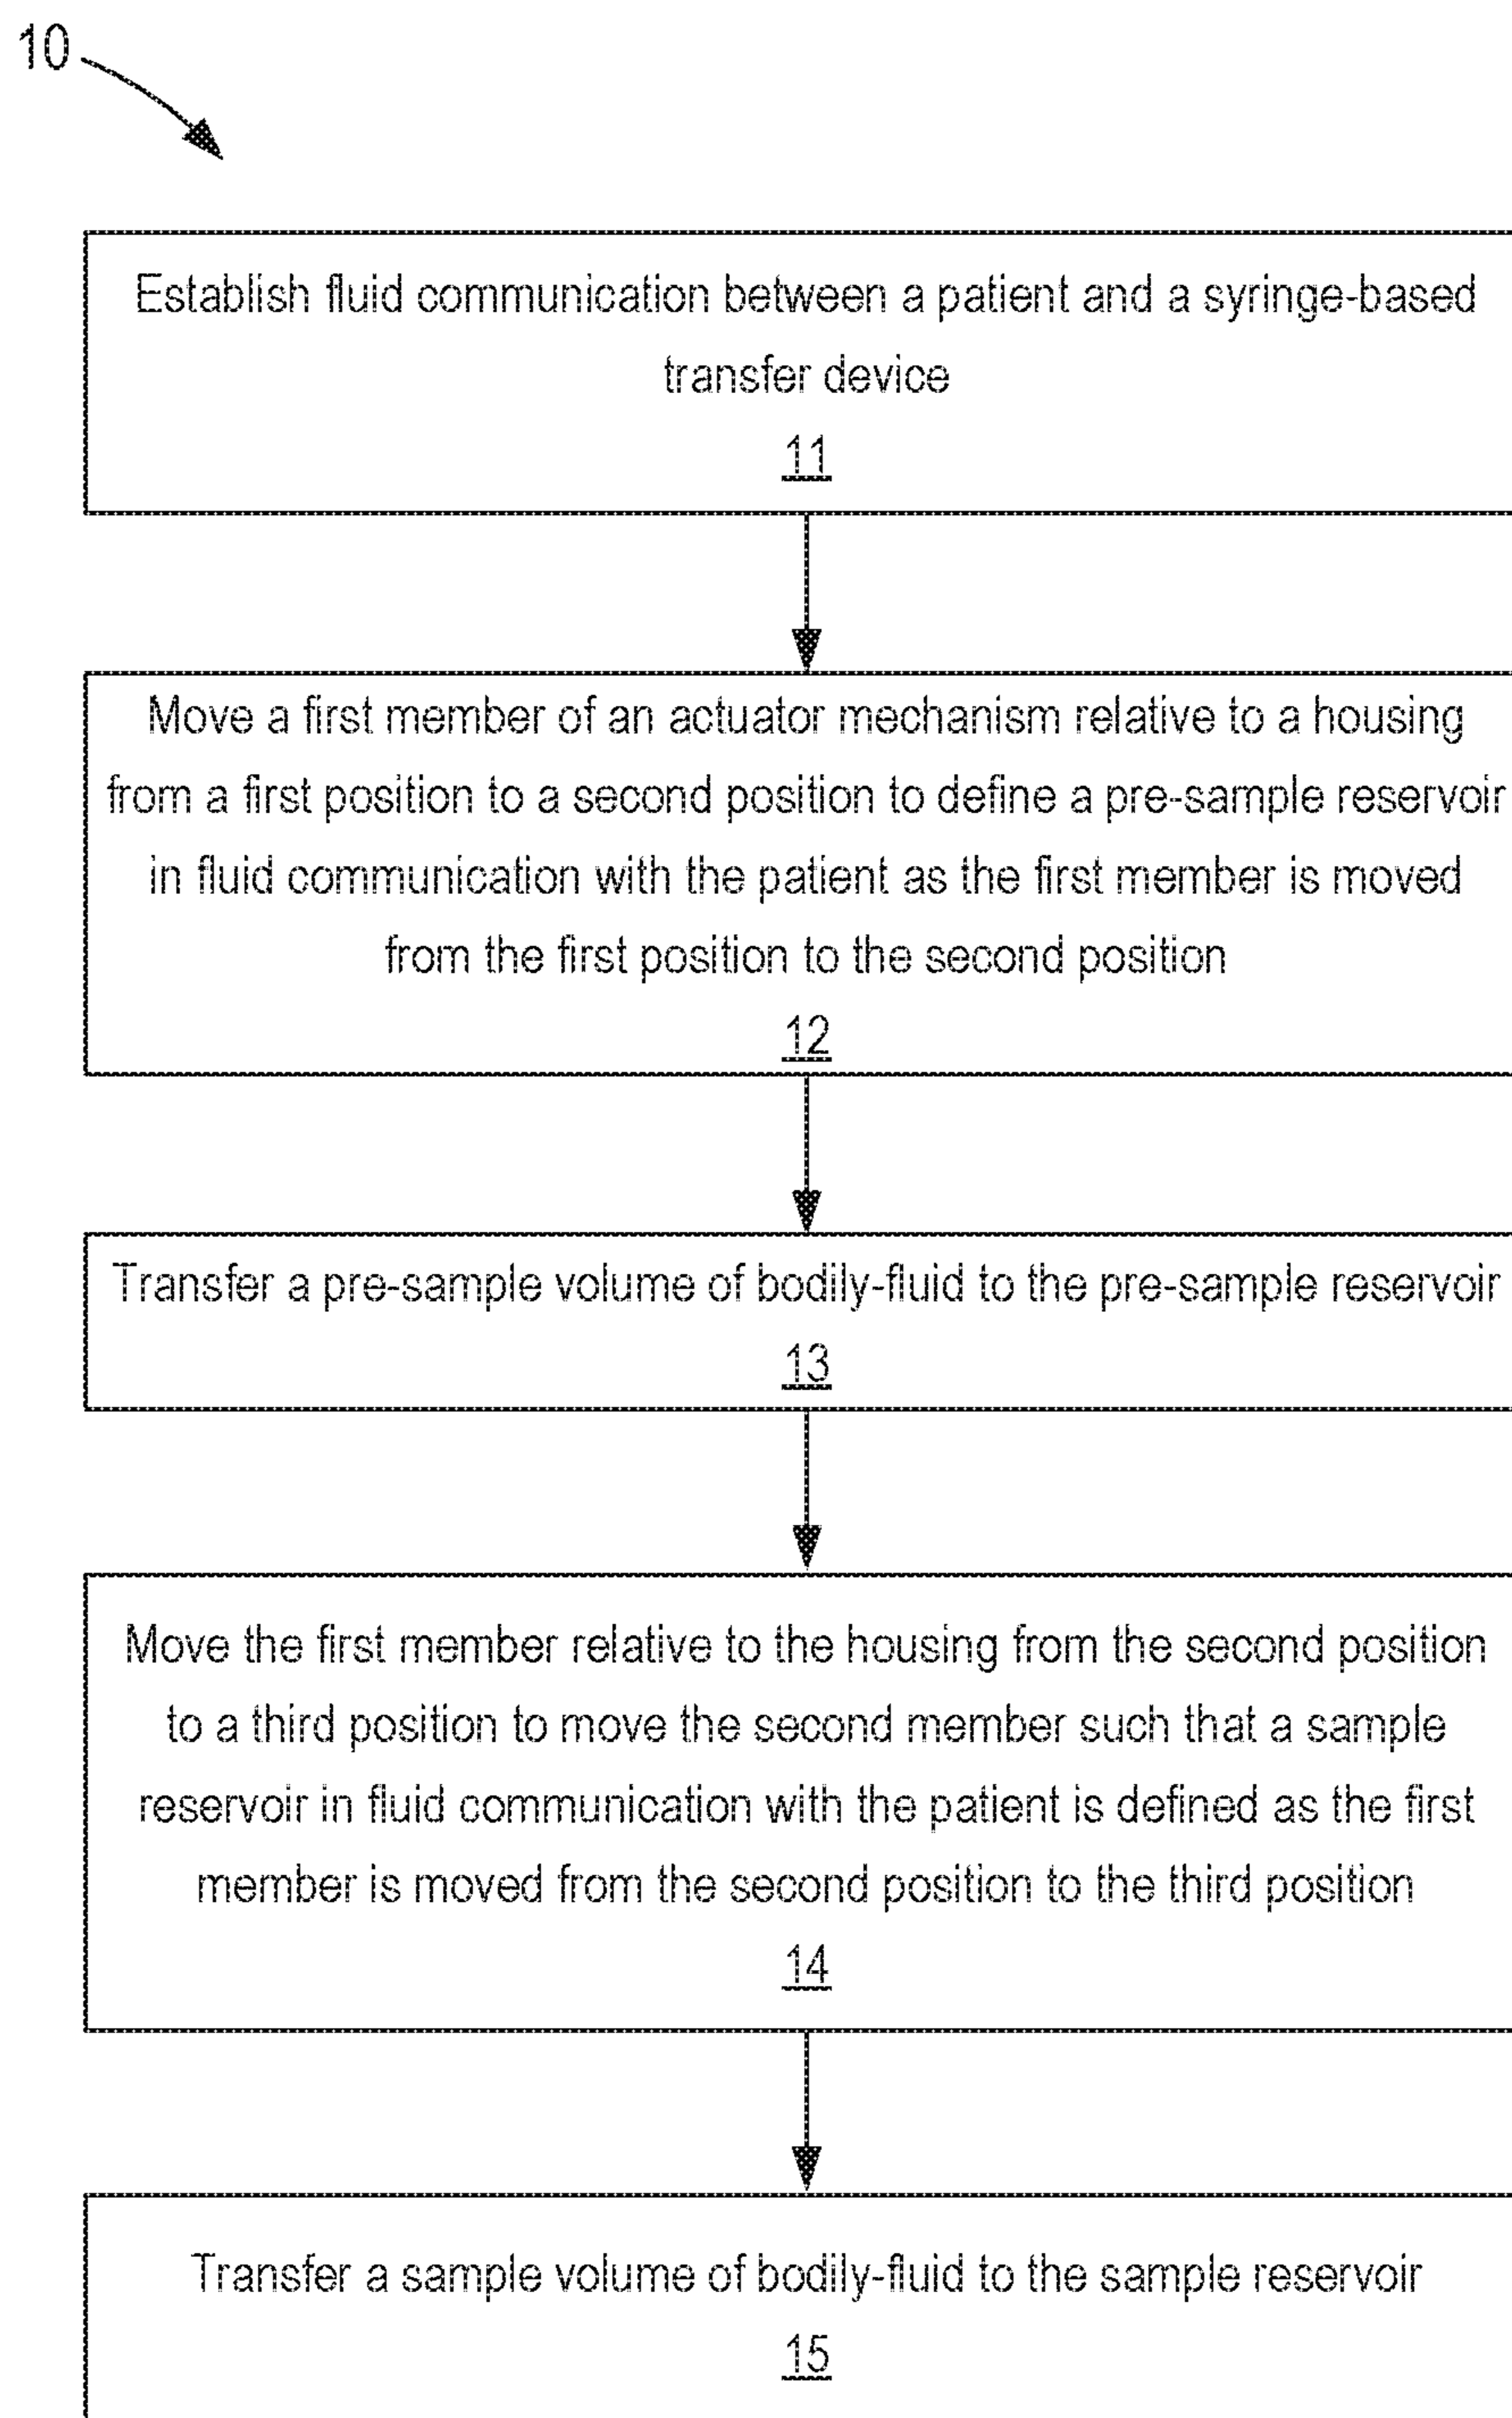 10
Establish fluid communication between a patient and a syringe-based
transfer device
11
Move a first member of an actuator mechanism relative to a housing
from a first position to a second position to define a pre-sample reservoir
in fluid communication with the patient as the first member is moved
from the first position to the second position
12
Transfer a pre-sample volume of bodily-fluid to the pre-sample reservoir
13
Move the first member relative to the housing from the second position
to a third position to move the second member such that a sample
reservoir in fluid communication with the patient is defined as the first
member is moved from the second position to the third position
14
Transfer a sample volume of bodily-fluid to the sample reservoir
15